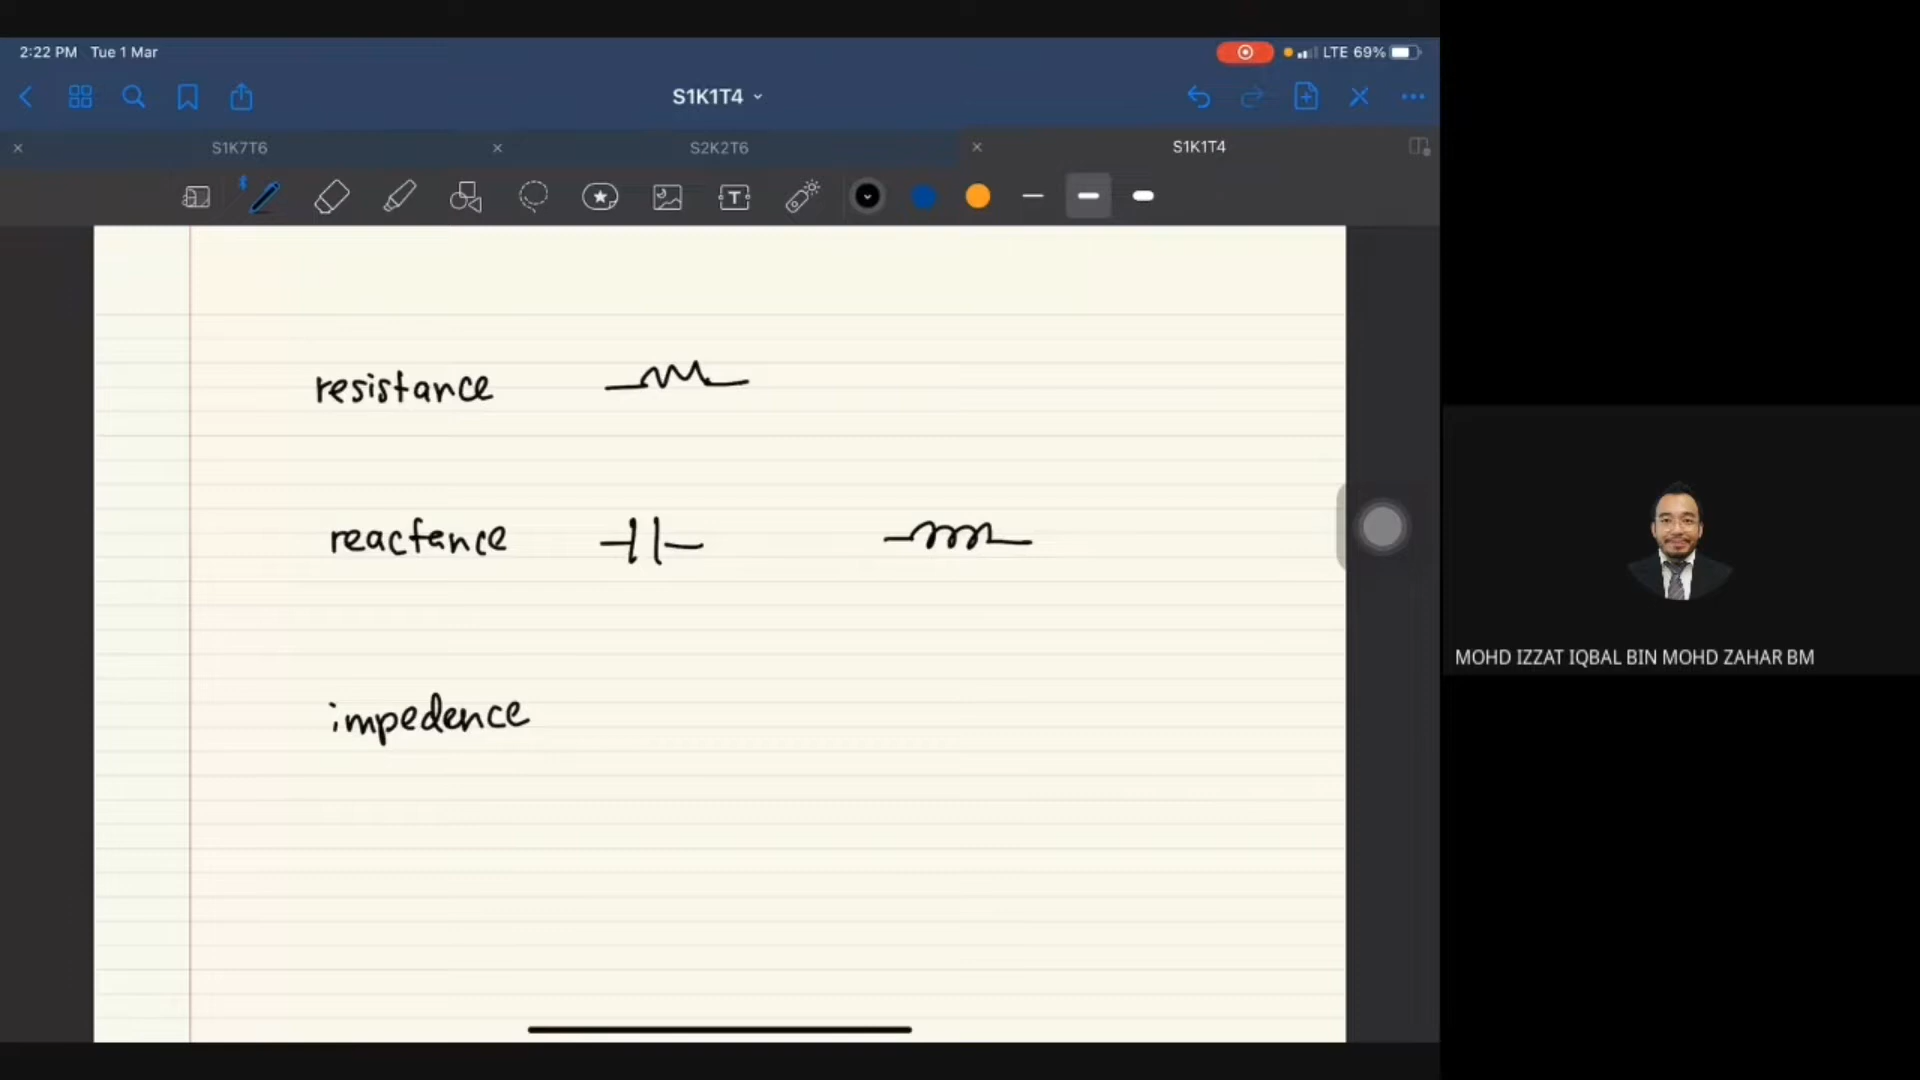 2:22 PM Tue 1 Mar
LTE 69%
S1K1T4
S1K7T6
S2K2T6
S1K1T4
T
resistance
reactance
impedence
MOHD IZZAT IQBAL BIN MOHD ZAHAR BM